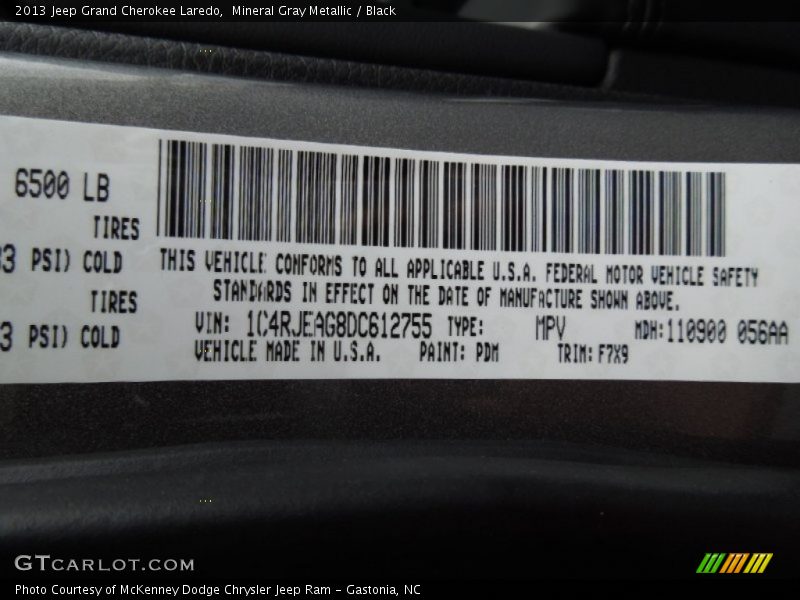 2013 Jeep Grand Cherokee Laredo,  Mineral Gray Metallic / Black
6500 LB
TIRES
3 PSI) COLD
TIRES
3 PSI) COLD
THIS VEHICLE CONFORMS TO ALL APPLICABLE U.S.A. FEDERAL MOTOR VEHICLE SAFETY
STANDARDS IN EFFECT ON THE DATE OF MANUFACTURE SHOWN ABOVE.
VIN: 1C4RJEAG8DC612755 TYPE: MPV MDH:110900 056AA
VEHICLE MADE IN U.S.A. PAINT: PDM TRIM:F7X9
GTCARLOT.COM
Photo Courtesy of McKenney Dodge Chrysler Jeep Ram - Gastonia, NC